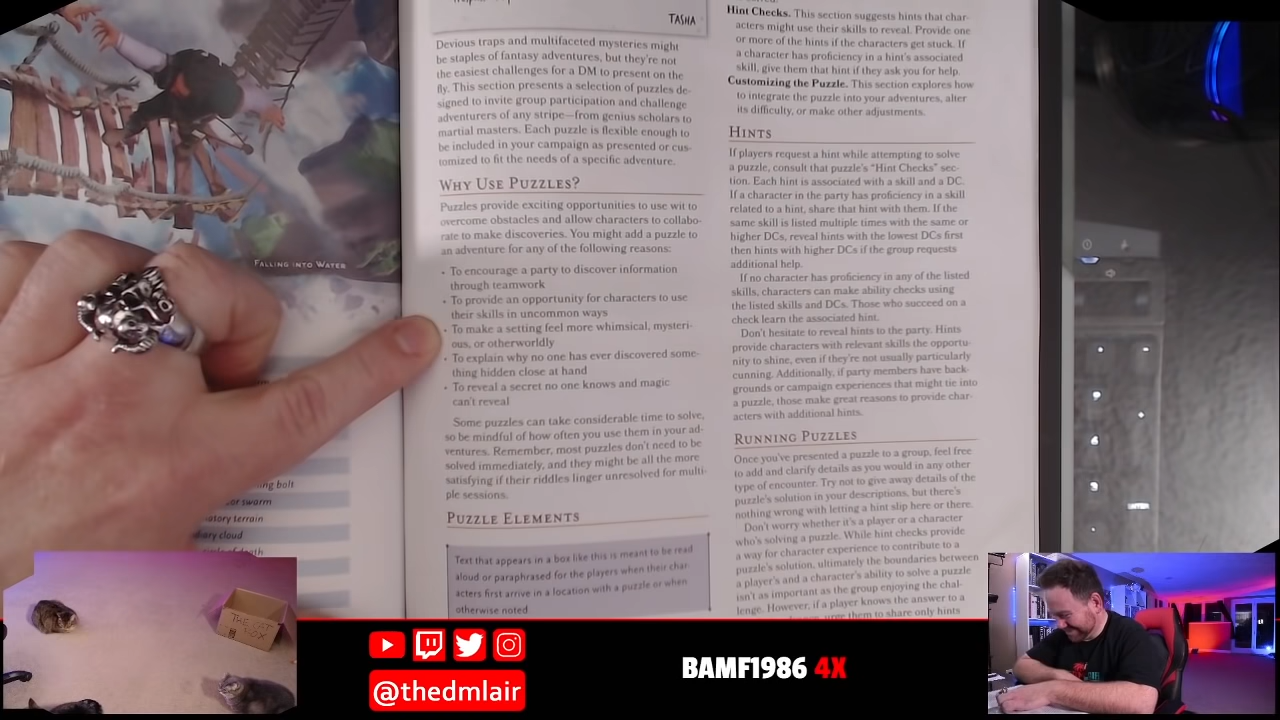 TASHA
Devious traps and multifaceted mysteries might
be staples of fantasy adventures, but they're not
the easiest challenges for a DM to present on the
fly. This section presents a selection of puzzles de-
signed to invite group participation and challenge
adventurers of any stripe—from genius scholars to
martial masters. Each puzzle is flexible enough to
be included in your campaign as presented or cus-
tomized to fit the needs of a specific adventure.
WHY USE PUZZLES?
Puzzles provide exciting opportunities to use wit to
overcome obstacles and allow characters to collabo-
rate to make discoveries. You might add a puzzle to
an adventure for any of the following reasons:
• To encourage a party to discover information
through teamwork
• To provide an opportunity for characters to use
their skills in uncommon ways
• To make a setting feel more whimsical, mysteri-
ous, or otherworldly
• To explain why no one has ever discovered some-
thing hidden close at hand
• To reveal a secret no one knows and magic
can't reveal
Some puzzles can take considerable time to solve,
so be mindful of how often you use them in your ad-
ventures. Remember, most puzzles don't need to be
solved immediately, and they might be all the more
satisfying if their riddles linger unresolved for multi-
ple sessions.
PUZZLE ELEMENTS
Text that appears in a box like this is meant to be read
aloud or paraphrased for the players when their char-
acters first arrive in a location with a puzzle or when
otherwise noted
Hint Checks. This section suggests hints that char-
acters might use their skills to reveal. Provide one
or more of the hints if the characters get stuck. If
a character has proficiency in a hint's associated
skill, give them that hint if they ask you for help.
Customizing the Puzzle. This section explores how
to integrate the puzzle into your adventures, alter
its difficulty, or make other adjustments.
HINTS
If players request a hint while attempting to solve
a puzzle, consult that puzzle's "Hint Checks" sec-
tion. Each hint is associated with a skill and a DC.
If a character in the party has proficiency in a skill
related to a hint, share that hint with them. If the
same skill is listed multiple times with the same or
higher DCs, reveal hints with the lowest DCs first
then hints with higher DCs if the group requests
additional help.
If no character has proficiency in any of the listed
skills, characters can make ability checks using
the listed skills and DCs. Those who succeed on a
check learn the associated hint.
Don't hesitate to reveal hints to the party. Hints
provide characters with relevant skills the opportu-
nity to shine, even if they're not usually particularly
cunning. Additionally, if party members have back-
grounds or campaign experiences that might tie into
a puzzle, those make great reasons to provide char-
acters with additional hints.
RUNNING PUZZLES
Once you've presented a puzzle to a group, feel free
to add and clarify details as you would in any other
type of encounter. Try not to give away details of the
puzzle's solution in your descriptions, but there's
nothing wrong with letting a hint slip here or there.
Don't worry whether it's a player or a character
who's solving a puzzle. While hint checks provide
a way for character experience to contribute to a
puzzle's solution, ultimately the boundaries between
a player's and a character's ability to solve a puzzle
isn't as important as the group enjoying the chal-
lenge. However, if a player knows the answer to a
urge them to share only hints
FALLING INTO WATER
bolt
or swarm
terrain
cloud
death
THE CAT
BOX
@thedmlair
BAMF1986 4X